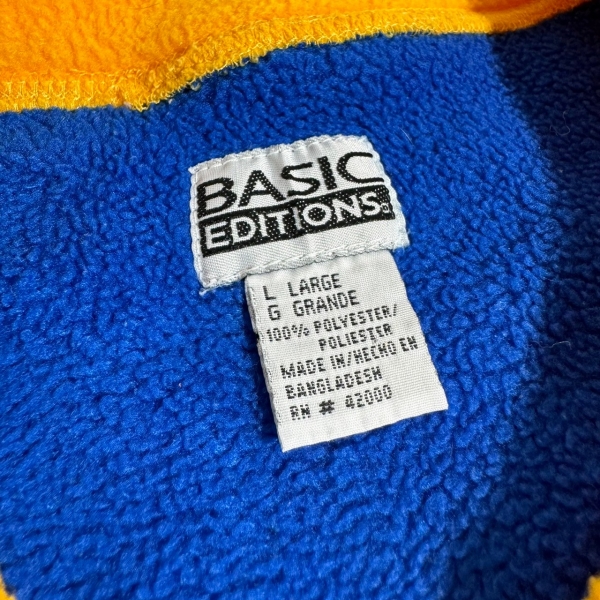 BASIC
EDITIONS
L LARGE
G GRANDE
100% POLYESTER/
POLIESTER
MADE IN/HECHO EN
BANGLADESH
RN # 42000